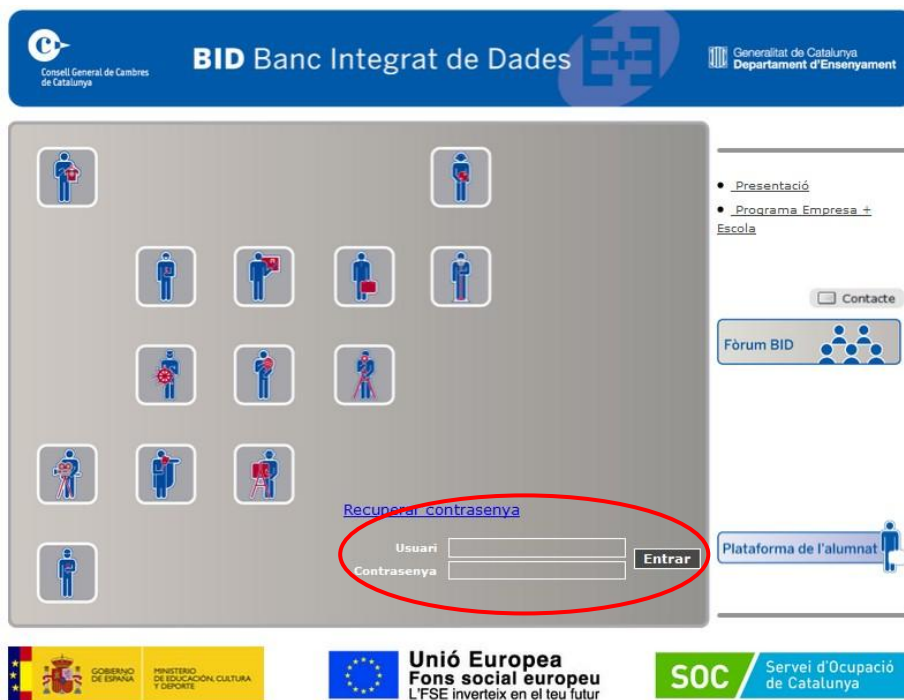 Consell General de Cambres
de Catalunya
BID Banc Integrat de Dades
Generalitat de Catalunya
Departament d'Ensenyament
Presentació
Programa Empresa +
Escola
Contacte
Fòrum BID
Recuperar contrasenya
Usuari
Contrasenya
Entrar
Plataforma de l'alumnat
GOBIERNO
DE ESPAÑA
MINISTERIO
DE EDUCACIÓN, CULTURA
Y DEPORTE
Unió Europea
Fons social europeu
L'FSE inverteix en el teu futur
SOC
Servei d'Ocupació
de Catalunya